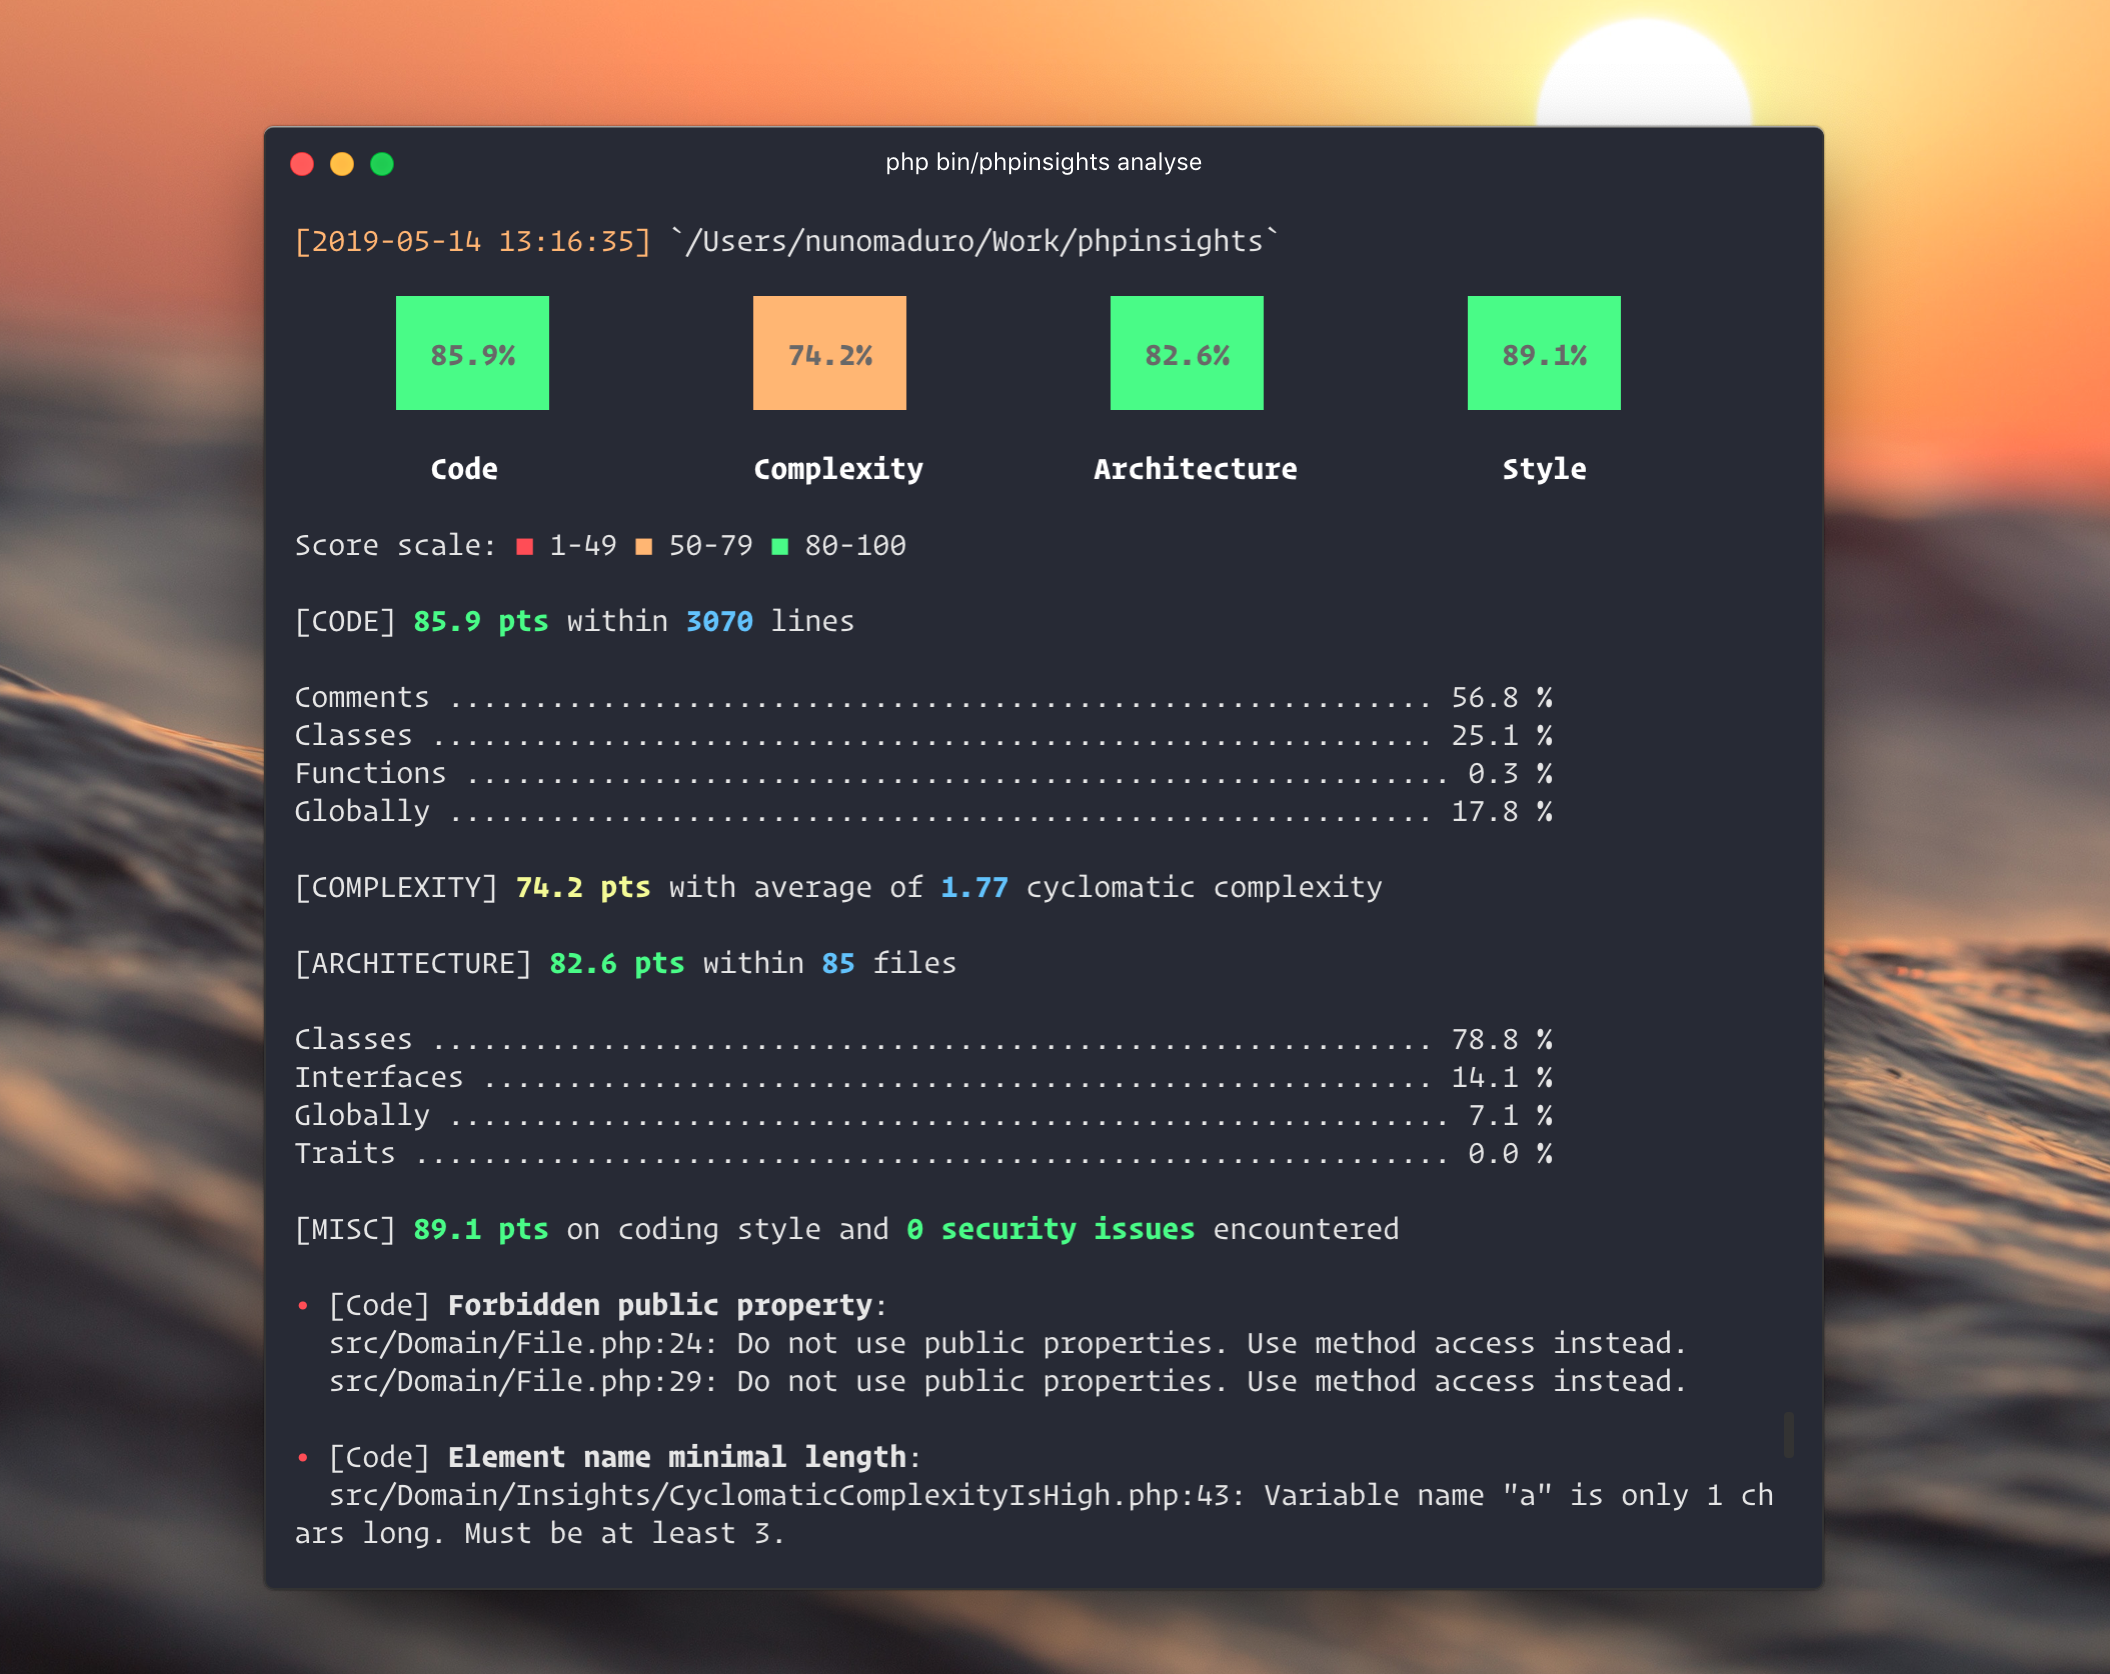 php bin/phpinsights analyse
[2019-05-14 13:16:35] `/Users/nunomaduro/Work/phpinsights`
85.9% 74.2% 82.6% 89.1%
Code Complexity Architecture Style
Score scale: ■ 1-49 ■ 50-79 ■ 80-100
[CODE] 85.9 pts within 3070 lines
Comments .......................................................... 56.8 %
Classes ........................................................... 25.1 %
Functions .......................................................... 0.3 %
Globally .......................................................... 17.8 %
[COMPLEXITY] 74.2 pts with average of 1.77 cyclomatic complexity
[ARCHITECTURE] 82.6 pts within 85 files
Classes ........................................................... 78.8 %
Interfaces ........................................................ 14.1 %
Globally ........................................................... 7.1 %
Traits ............................................................. 0.0 %
[MISC] 89.1 pts on coding style and 0 security issues encountered
• [Code] Forbidden public property:
src/Domain/File.php:24: Do not use public properties. Use method access instead.
src/Domain/File.php:29: Do not use public properties. Use method access instead.
• [Code] Element name minimal length:
src/Domain/Insights/CyclomaticComplexityIsHigh.php:43: Variable name "a" is only 1 ch
ars long. Must be at least 3.